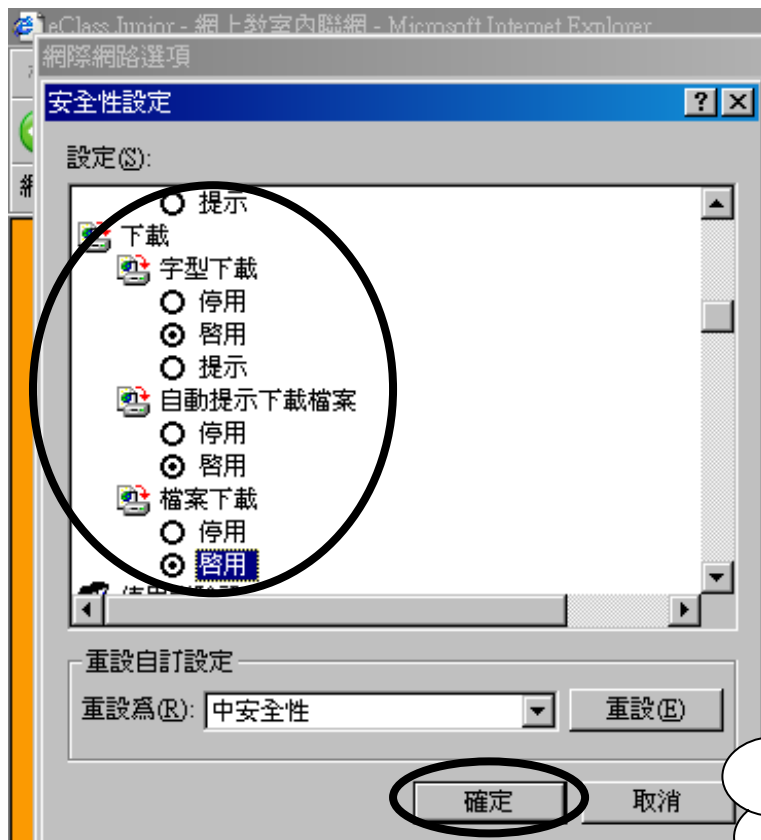 eClass Junior - 網上教室內聯網 - Microsoft Internet Explorer
網際網路選項
安全性設定
設定(S):
提示
下載
字型下載
停用
啓用
提示
自動提示下載檔案
停用
啓用
檔案下載
停用
啓用
重設自訂設定
重設為(R): 中安全性 重設(E)
確定 取消